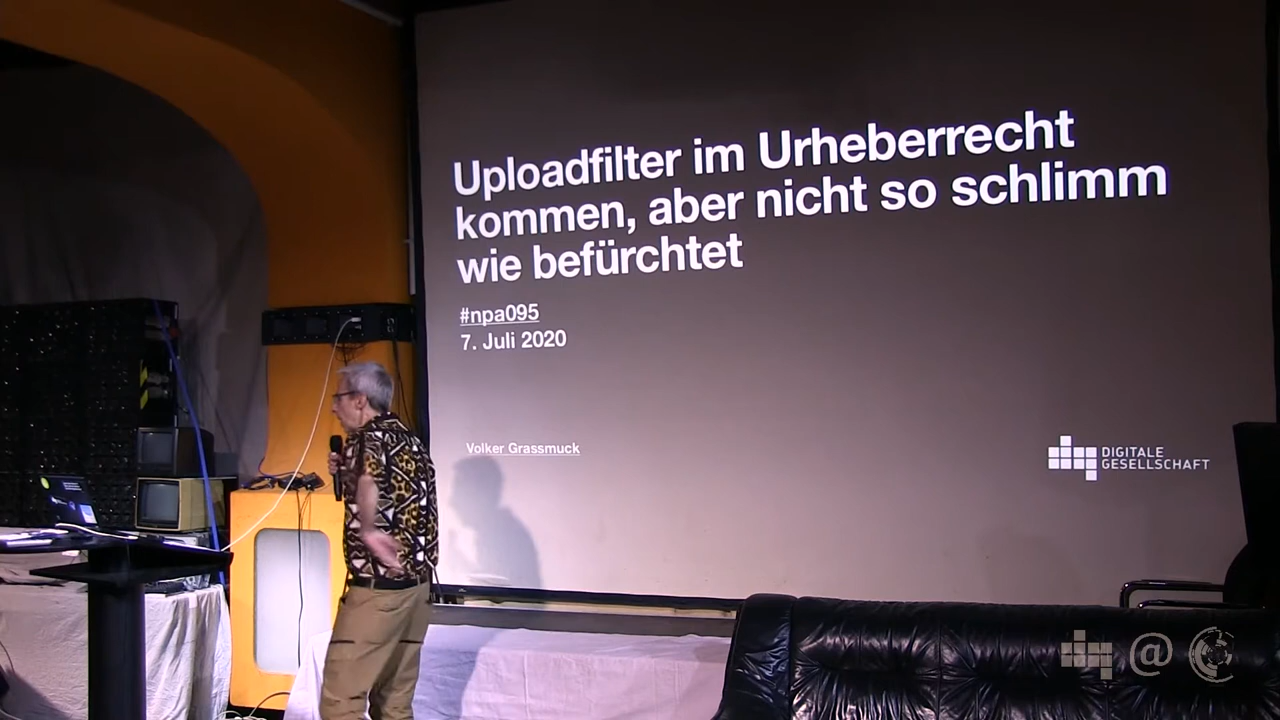 Uploadfilter im Urheberrecht
kommen, aber nicht so schlimm
wie befürchtet
#npa095
7. Juli 2020
Volker Grassmuck
DIGITALE
GESELLSCHAFT
@